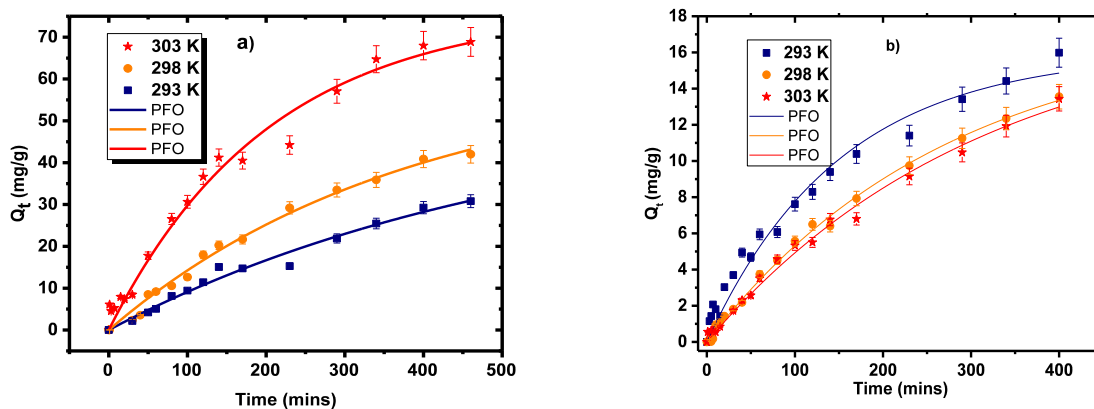 a)
303 K
298 K
293 K
PFO
PFO
PFO
Qt (mg/g)
70
60
50
40
30
20
10
0
0 100 200 300 400 500
Time (mins)
b)
293 K
298 K
303 K
PFO
PFO
PFO
Qt (mg/g)
18
16
14
12
10
8
6
4
2
0
0 100 200 300 400
Time (mins)